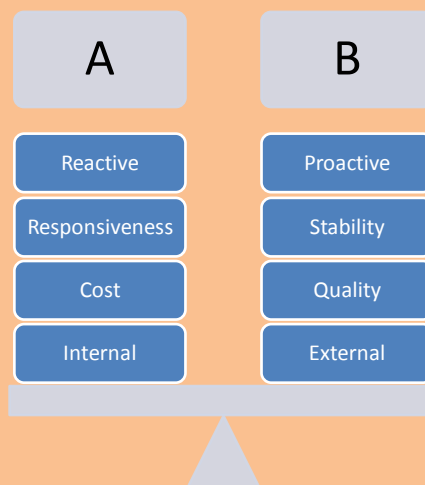 A
B
Reactive
Proactive
Responsiveness
Stability
Cost
Quality
Internal
External